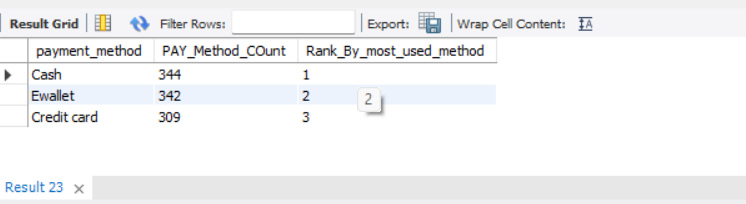 Result Grid Filter Rows: Export: Wrap Cell Content: IA
payment_method PAY_Method_COunt Rank_By_most_used_method
Cash 344 1
Ewallet 342 2 2
Credit card 309 3
Result 23 ×